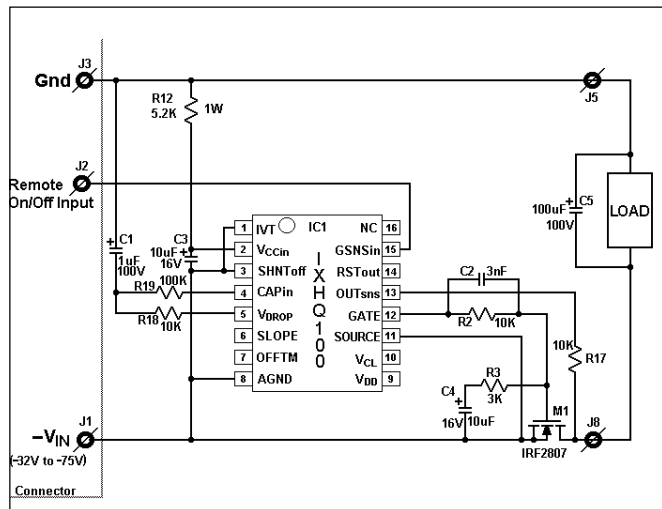 J3
Gnd
R12
5.2K
1W
J5
J2
Remote
On/Off Input
C1
1uF
100V
C3
10uF
16V
100uF
C5
100V
LOAD
IC1
IXHQ100
1 IVT
2 VCCin
3 SHNToff
4 CAPin
5 VDROP
6 SLOPE
7 OFFTM
8 AGND
NC 16
GSNSin 15
RSTout 14
OUTsns 13
GATE 12
SOURCE 11
VCL 10
VDD 9
R19
100K
R18
10K
C2
3nF
R2
10K
10K
R17
R3
3K
C4
16V
10uF
M1
IRF2807
J8
J1
–VIN
(–32V to –75V)
Connector